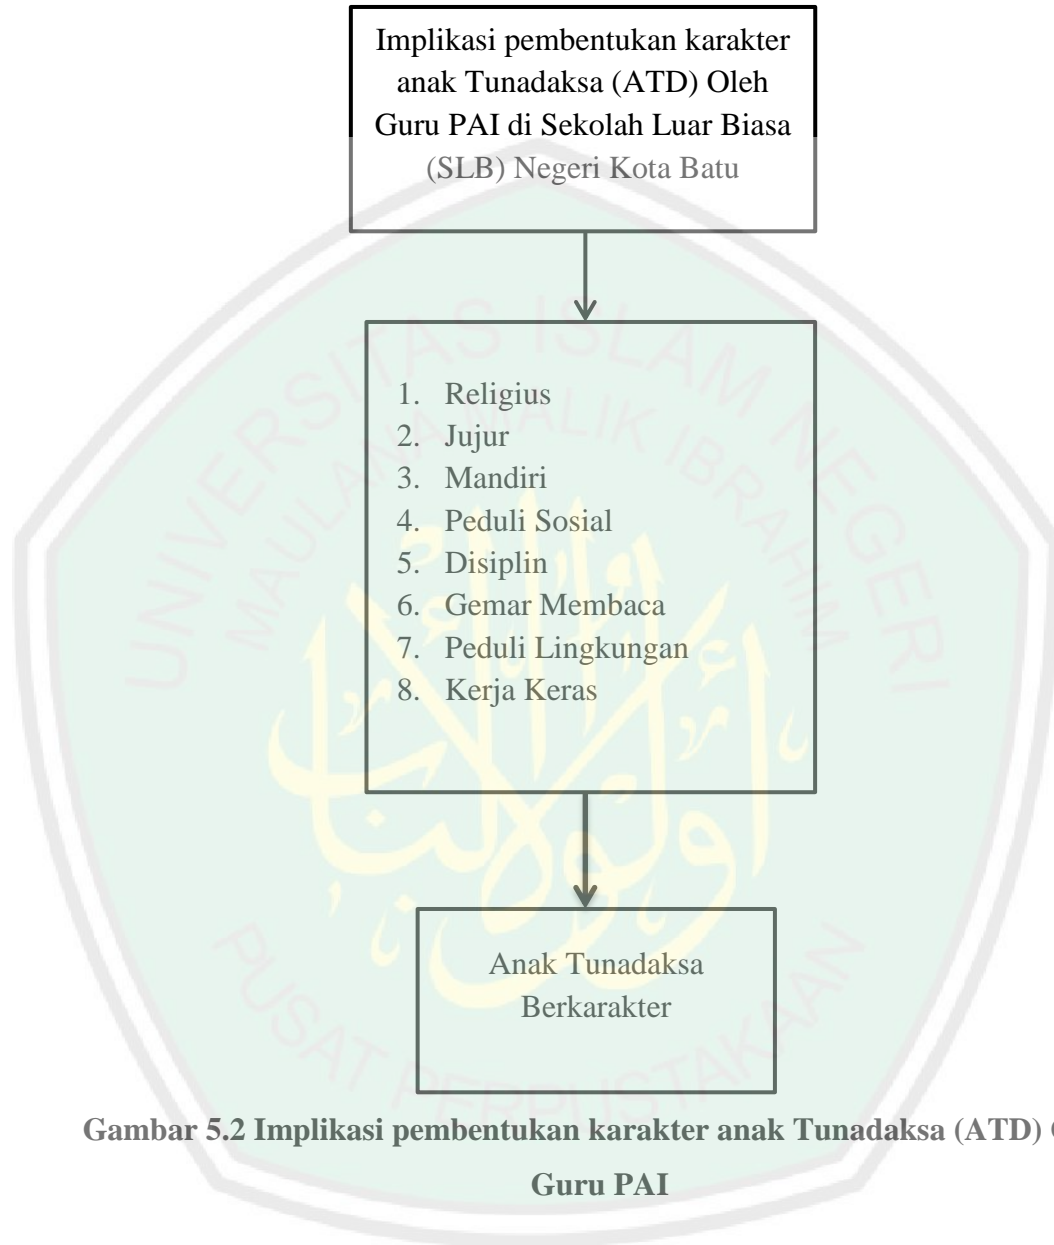 Implikasi pembentukan karakter
anak Tunadaksa (ATD) Oleh
Guru PAI di Sekolah Luar Biasa
(SLB) Negeri Kota Batu
UNIVERSITAS ISLAM NEGERI
MAULANA MALIK IBRAHIM
1. Religius
2. Jujur
3. Mandiri
4. Peduli Sosial
5. Disiplin
6. Gemar Membaca
7. Peduli Lingkungan
8. Kerja Keras
أولو الألباب
Anak Tunadaksa
Berkarakter
PUSAT PERPUSTAKAAN
Gambar 5.2 Implikasi pembentukan karakter anak Tunadaksa (ATD)
Guru PAI